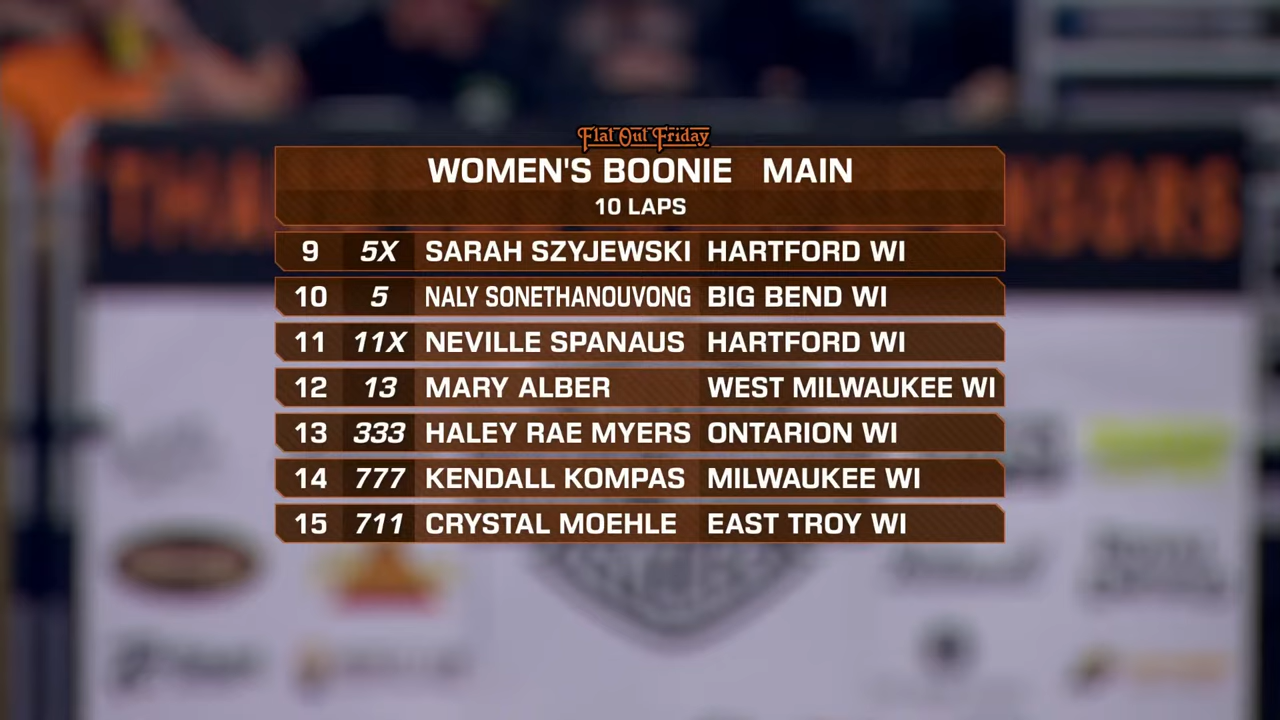 Flat Out Friday
WOMEN'S BOONIE MAIN
10 LAPS
9 5X SARAH SZYJEWSKI HARTFORD WI
10 5 NALY SONETHANOUVONG BIG BEND WI
11 11X NEVILLE SPANAUS HARTFORD WI
12 13 MARY ALBER WEST MILWAUKEE WI
13 333 HALEY RAE MYERS ONTARION WI
14 777 KENDALL KOMPAS MILWAUKEE WI
15 711 CRYSTAL MOEHLE EAST TROY WI